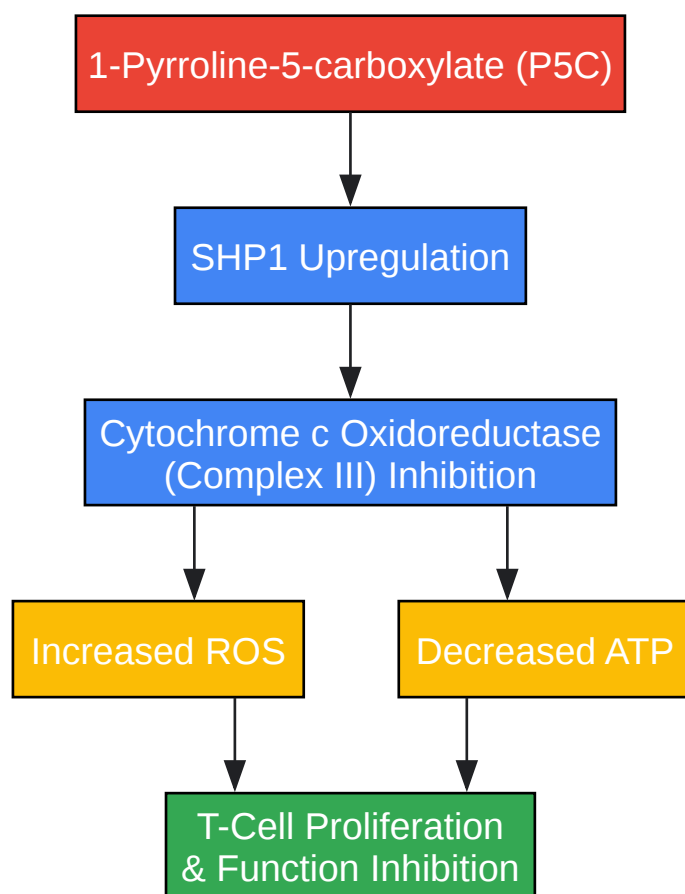 1-Pyrroline-5-carboxylate (P5C)
SHP1 Upregulation
Cytochrome c Oxidoreductase
(Complex III) Inhibition
Increased ROS
Decreased ATP
T-Cell Proliferation
& Function Inhibition